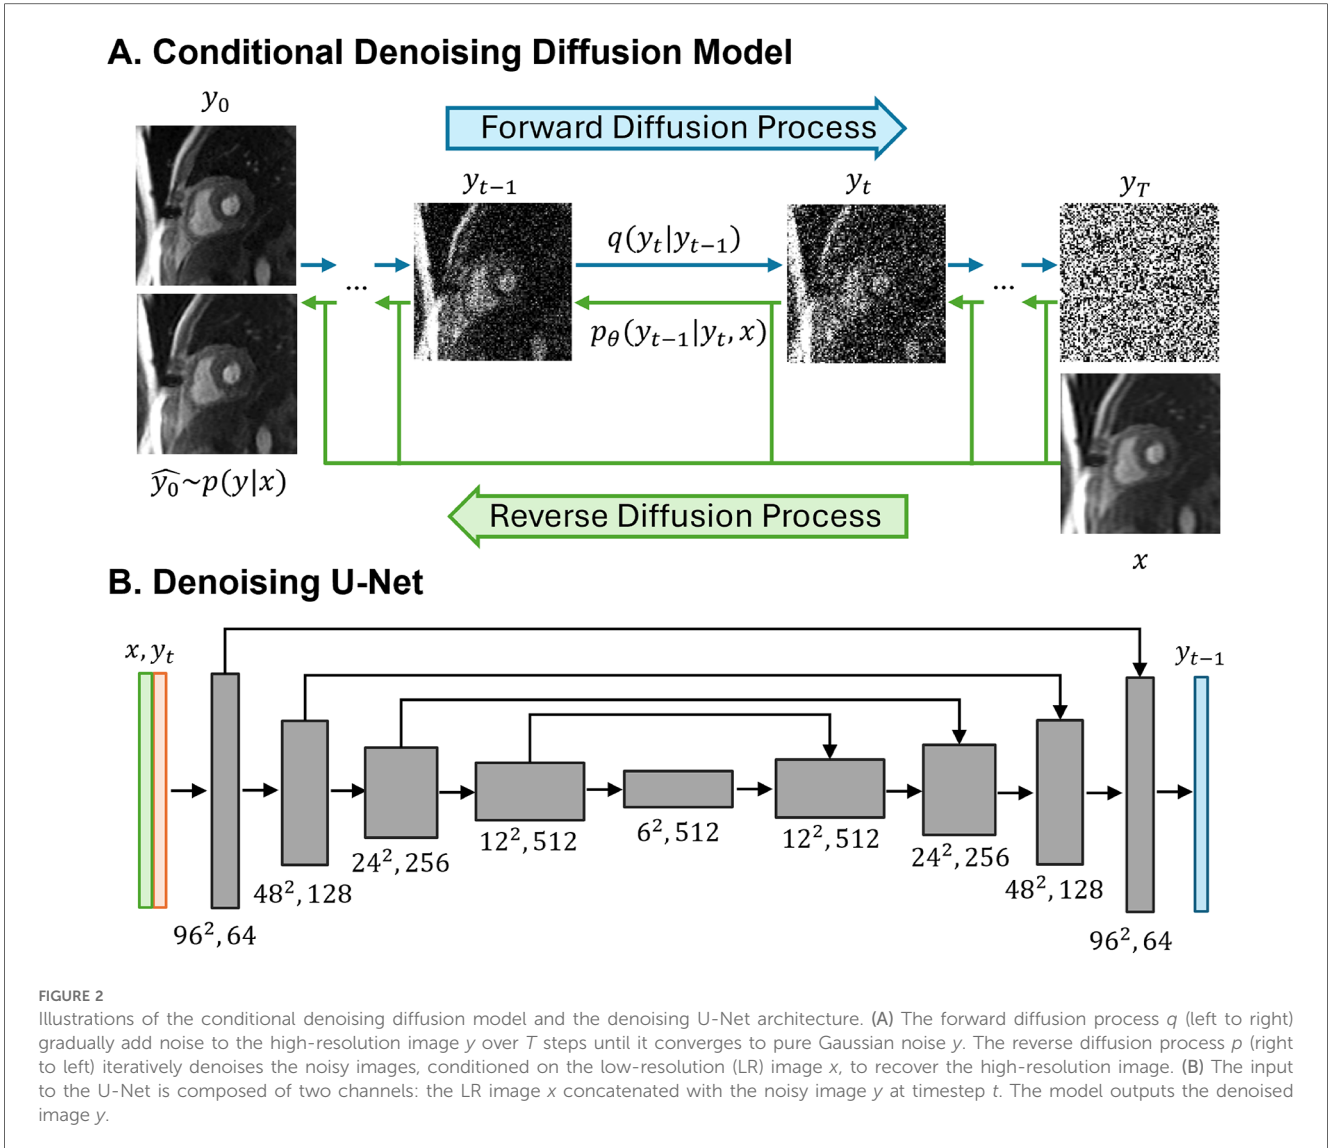 A. Conditional Denoising Diffusion Model
y₀
Forward Diffusion Process
yₜ₋₁
yₜ
y_T
q(yₜ|yₜ₋₁)
...
...
p_θ(yₜ₋₁|yₜ, x)
ŷ₀~p(y|x)
Reverse Diffusion Process
x
B. Denoising U-Net
x, yₜ
yₜ₋₁
96², 64
48², 128
24², 256
12², 512
6², 512
12², 512
24², 256
48², 128
96², 64
FIGURE 2
Illustrations of the conditional denoising diffusion model and the denoising U-Net architecture. (A) The forward diffusion process q (left to right)
gradually add noise to the high-resolution image y over T steps until it converges to pure Gaussian noise y. The reverse diffusion process p (right
to left) iteratively denoises the noisy images, conditioned on the low-resolution (LR) image x, to recover the high-resolution image. (B) The input
to the U-Net is composed of two channels: the LR image x concatenated with the noisy image y at timestep t. The model outputs the denoised
image y.